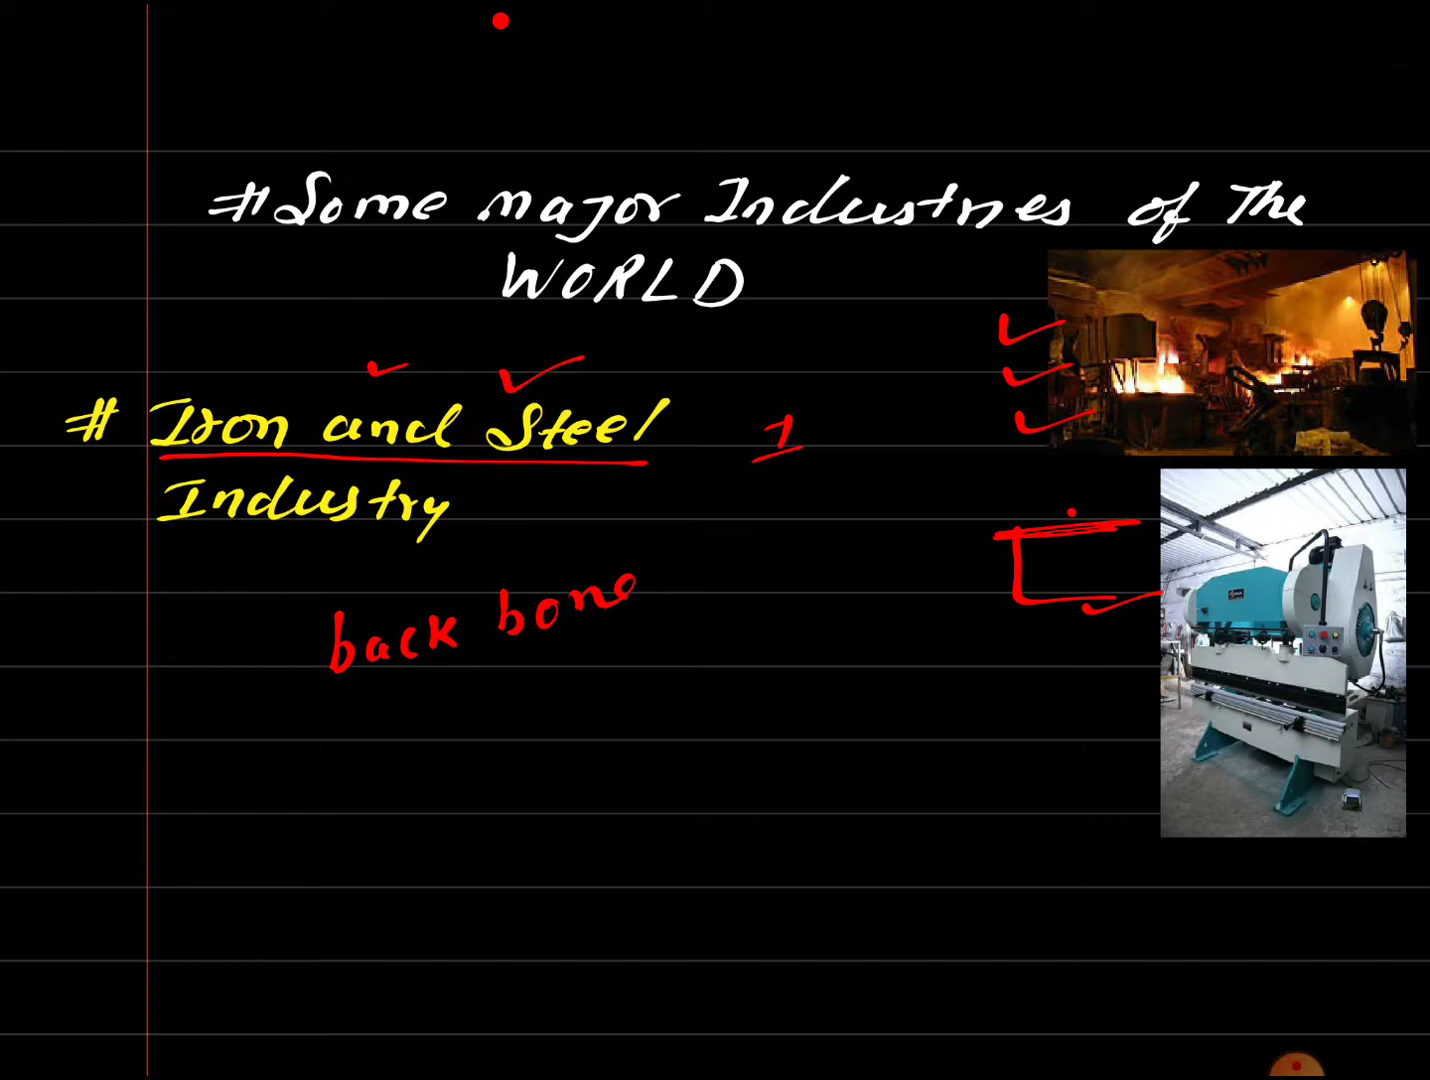 # Some major Industries of The
WORLD
# Iron and Steel
1
Industry
back bone